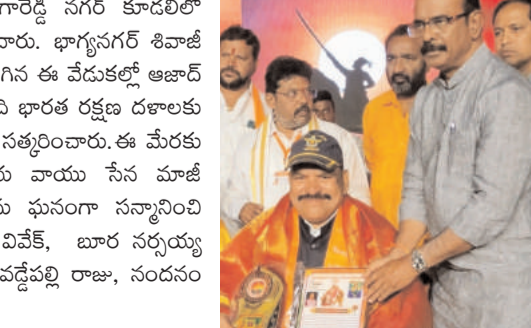 గారెడ్డి నగర్ కూడలిలో
చారు. భాగ్యనగర్ శివాజీ
గిన ఈ వేడుకల్లో ఆజాద్
ది భారత రక్షణ దళాలకు
సత్కరించారు. ఈ మేరకు
రు వాయు సేన మాజీ
ను ఘనంగా సన్మానించి
వివేక్, బూర నర్సయ్య
వడ్డేపల్లి రాజు, నందనం